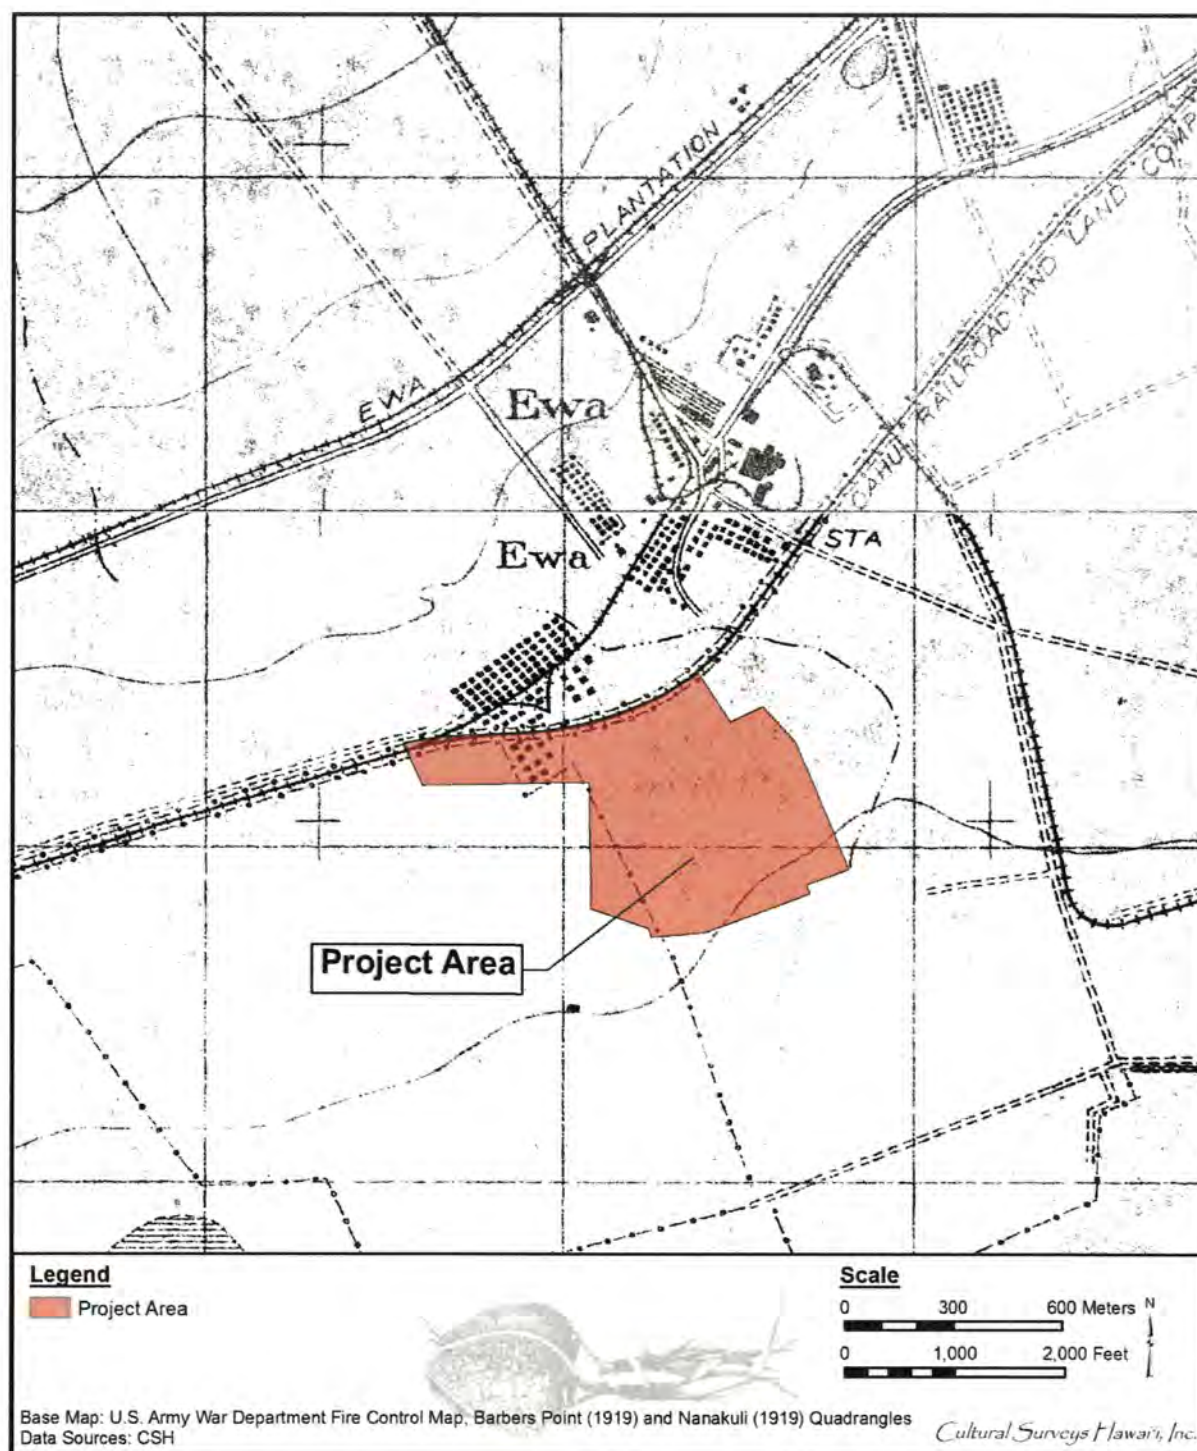 PLANTATION
EWA
Ewa
OAHU RAILROAD AND LAND COMP
STA
Ewa
Project Area
Legend
Project Area
Scale
0 300 600 Meters N
0 1,000 2,000 Feet
Base Map: U.S. Army War Department Fire Control Map, Barbers Point (1919) and Nanakuli (1919) Quadrangles
Data Sources: CSH
Cultural Surveys Hawai'i, Inc.